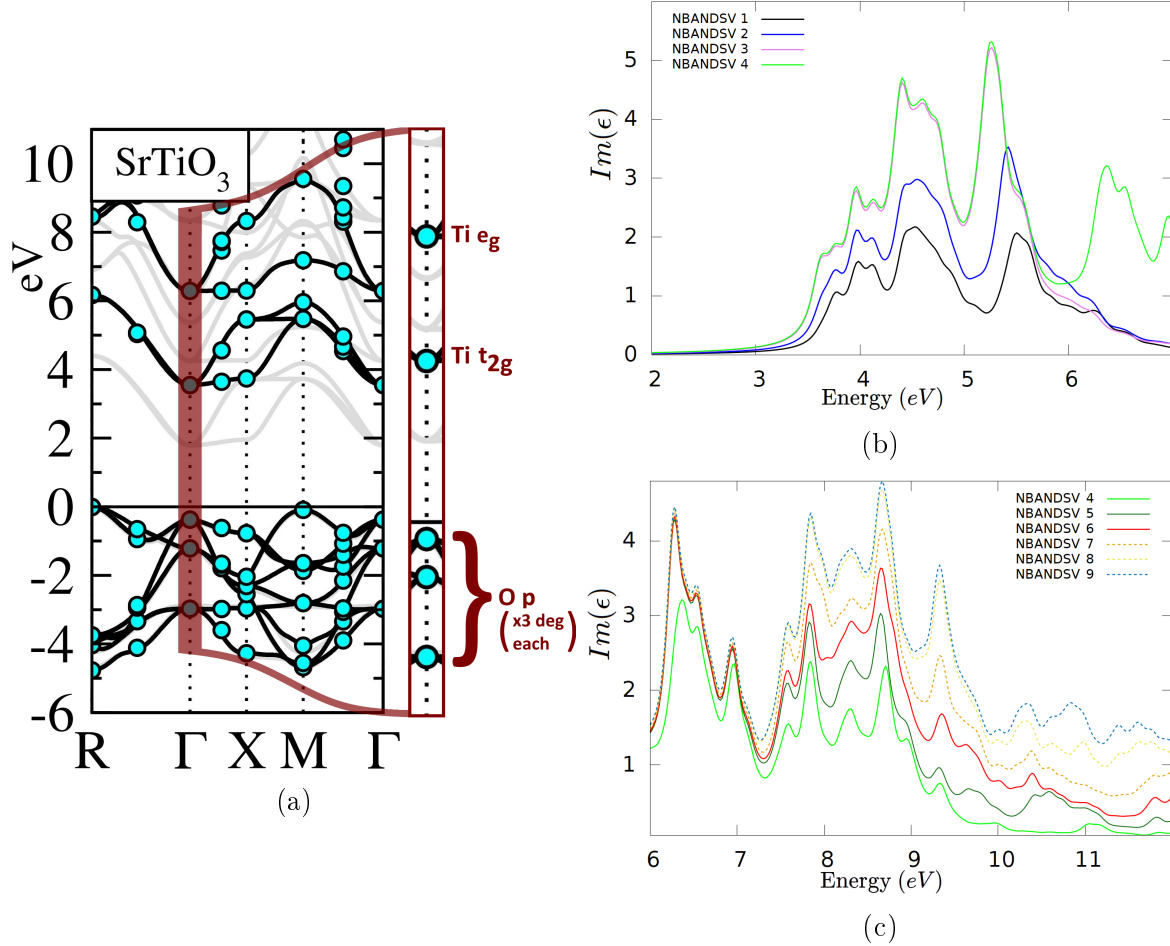 SrTiO3
eV
10
8
6
4
2
0
-2
-4
-6
R Γ X M Γ
Ti eg
Ti t2g
O p
(x3 deg
each)
(a)
NBANDSV 1
NBANDSV 2
NBANDSV 3
NBANDSV 4
Im(ϵ)
5
4
3
2
1
0
2 3 4 5 6
Energy (eV)
(b)
NBANDSV 4
NBANDSV 5
NBANDSV 6
NBANDSV 7
NBANDSV 8
NBANDSV 9
Im(ϵ)
4
3
2
1
6 7 8 9 10 11
Energy (eV)
(c)